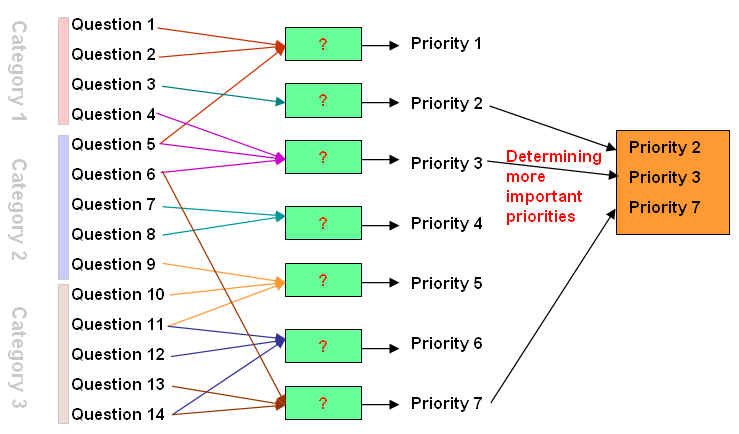 Category 1
Category 2
Category 3
Question 1
Question 2
Question 3
Question 4
Question 5
Question 6
Question 7
Question 8
Question 9
Question 10
Question 11
Question 12
Question 13
Question 14
?
?
?
?
?
?
?
Priority 1
Priority 2
Priority 3
Priority 4
Priority 5
Priority 6
Priority 7
Determining
more
important
priorities
Priority 2
Priority 3
Priority 7